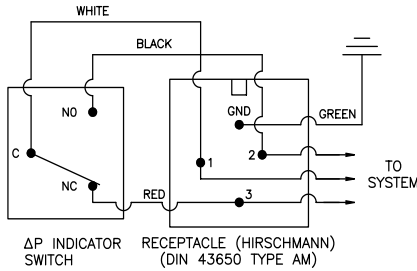 WHITE
BLACK
NO
GND
GREEN
C
1
2
TO
SYSTEM
NC
RED
3
ΔP INDICATOR
SWITCH
RECEPTACLE (HIRSCHMANN)
(DIN 43650 TYPE AM)